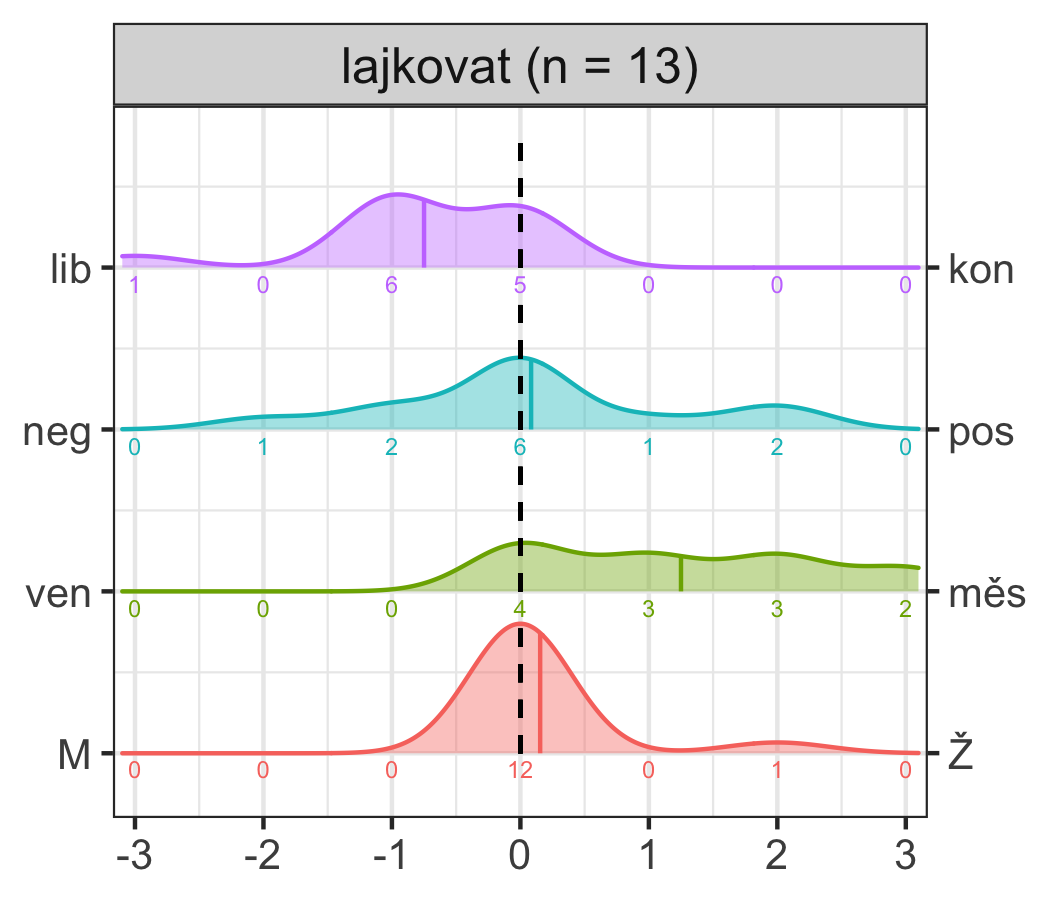 lajkovat (n = 13)
lib kon
1 0 6 5 0 0 0
neg pos
0 1 2 6 1 2 0
ven měs
0 0 0 4 3 3 2
M Ž
0 0 0 12 0 1 0
-3 -2 -1 0 1 2 3